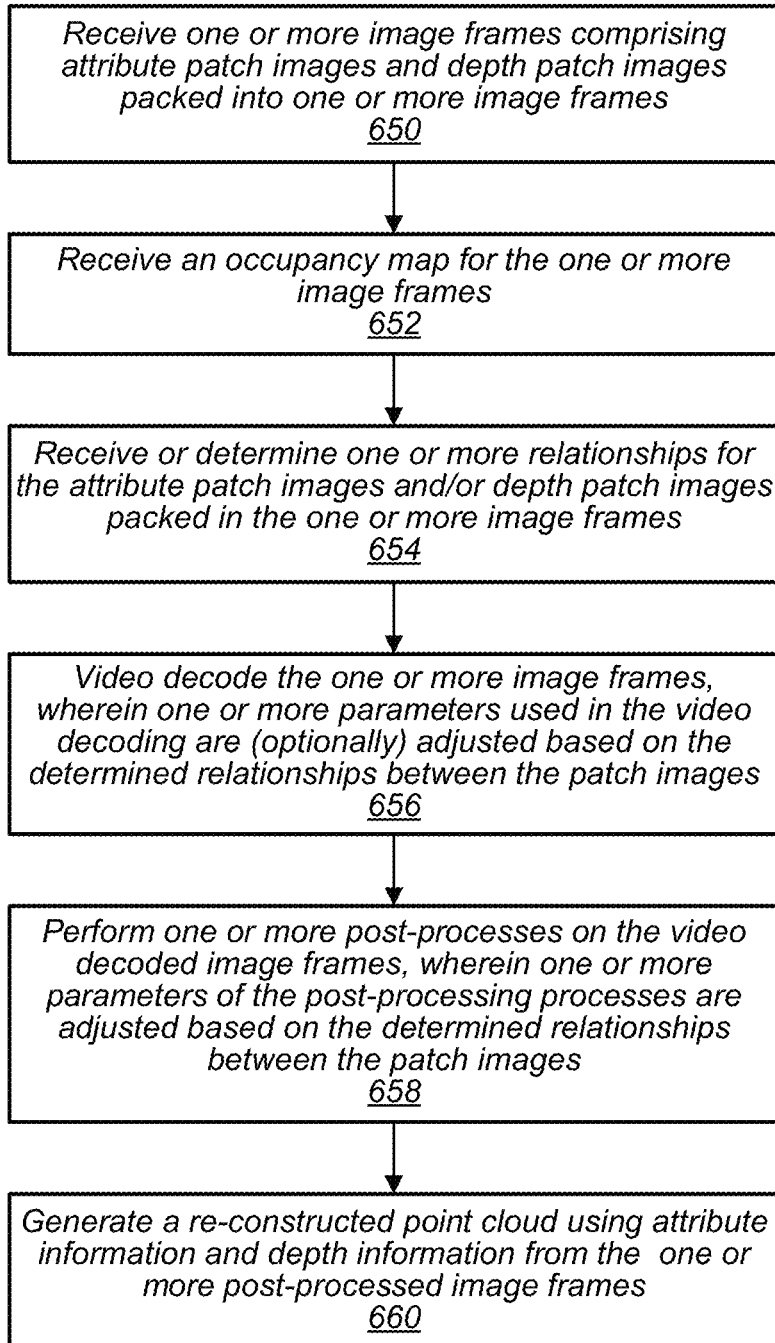 Receive one or more image frames comprising
attribute patch images and depth patch images
packed into one or more image frames
650
Receive an occupancy map for the one or more
image frames
652
Receive or determine one or more relationships for
the attribute patch images and/or depth patch images
packed in the one or more image frames
654
Video decode the one or more image frames,
wherein one or more parameters used in the video
decoding are (optionally) adjusted based on the
determined relationships between the patch images
656
Perform one or more post-processes on the video
decoded image frames, wherein one or more
parameters of the post-processing processes are
adjusted based on the determined relationships
between the patch images
658
Generate a re-constructed point cloud using attribute
information and depth information from the one or
more post-processed image frames
660